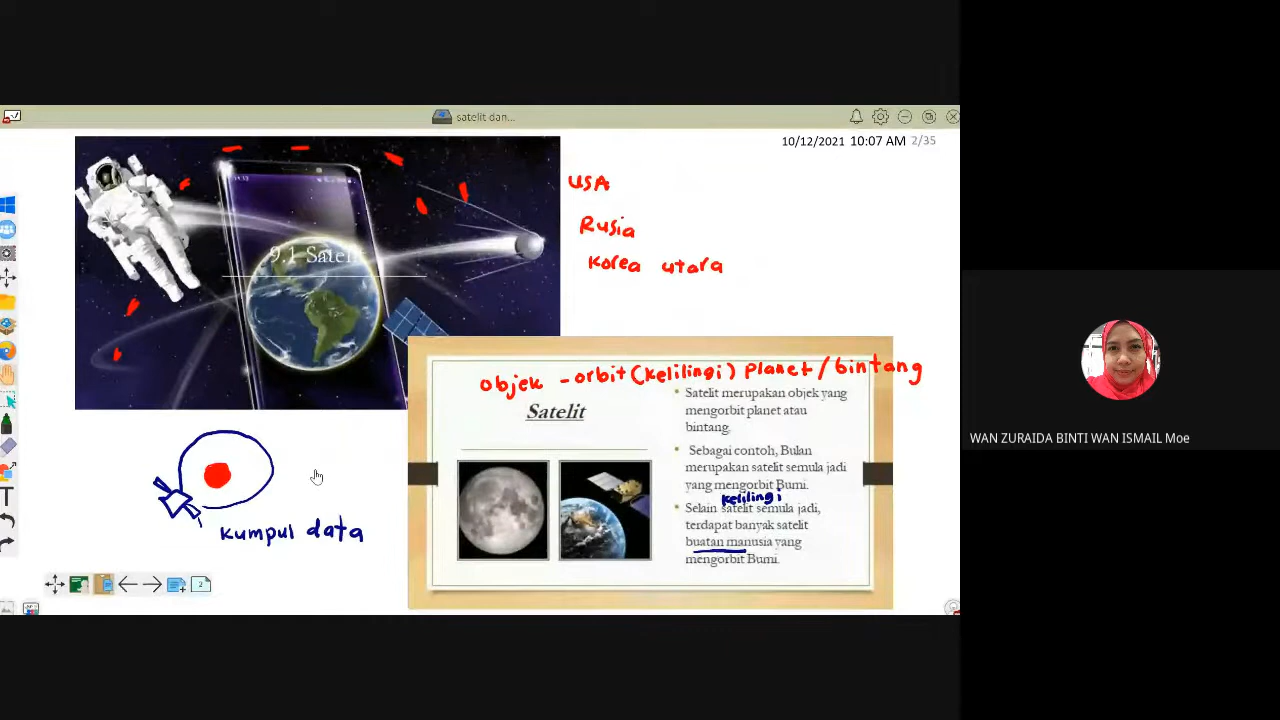 satelit dan...
10/12/2021 10:07 AM 2/35
9.1 Satelit
USA
Rusia
Korea utara
Objek - orbit (kelilingi) planet / bintang
Satelit
Satelit merupakan objek yang
mengorbit planet atau
bintang.
Sebagai contoh, Bulan
merupakan satelit semula jadi
yang mengorbit Bumi.
kelilingi
Selain satelit semula jadi,
terdapat banyak satelit
buatan manusia yang
mengorbit Bumi.
kumpul data
2
WAN ZURAIDA BINTI WAN ISMAIL Moe